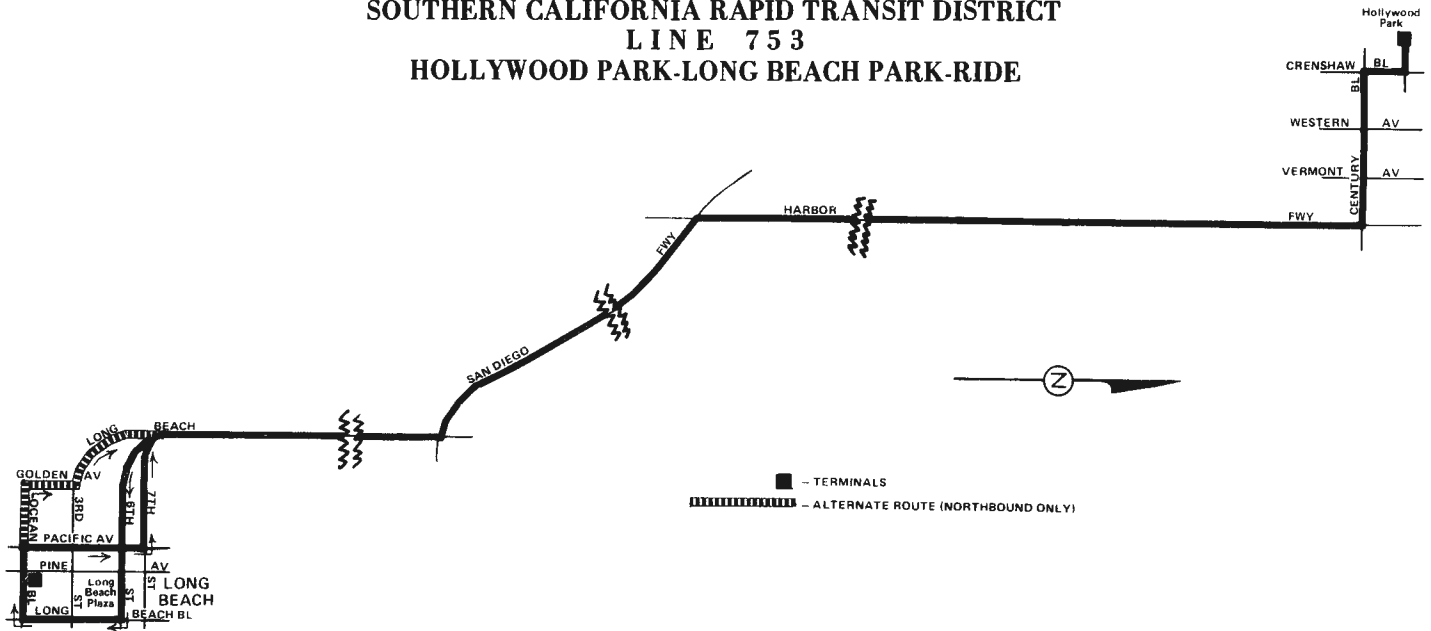 SOUTHERN CALIFORNIA RAPID TRANSIT DISTRICT
LINE 753
HOLLYWOOD PARK-LONG BEACH PARK-RIDE
Hollywood
Park
CRENSHAW BL
WESTERN AV
VERMONT AV
CENTURY BL
HARBOR FWY
SAN DIEGO FWY
LONG BEACH
GOLDEN AV
OCEAN BL
3RD ST
6TH ST
7TH ST
PACIFIC AV
PINE AV
Long
Beach
Plaza
LONG BEACH BL
LONG
BEACH
N
– TERMINALS
– ALTERNATE ROUTE (NORTHBOUND ONLY)